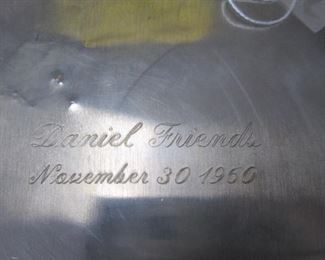 Daniel Friends
November 30 1960